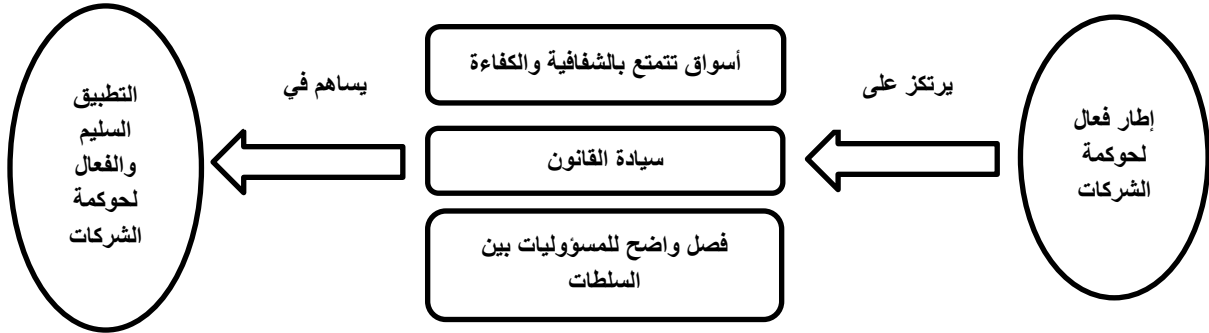 إطار فعال
لحوكمة
الشركات
يرتكز على
أسواق تتمتع بالشفافية والكفاءة
سيادة القانون
فصل واضح للمسؤوليات بين
السلطات
يساهم في
التطبيق
السليم
والفعال
لحوكمة
الشركات